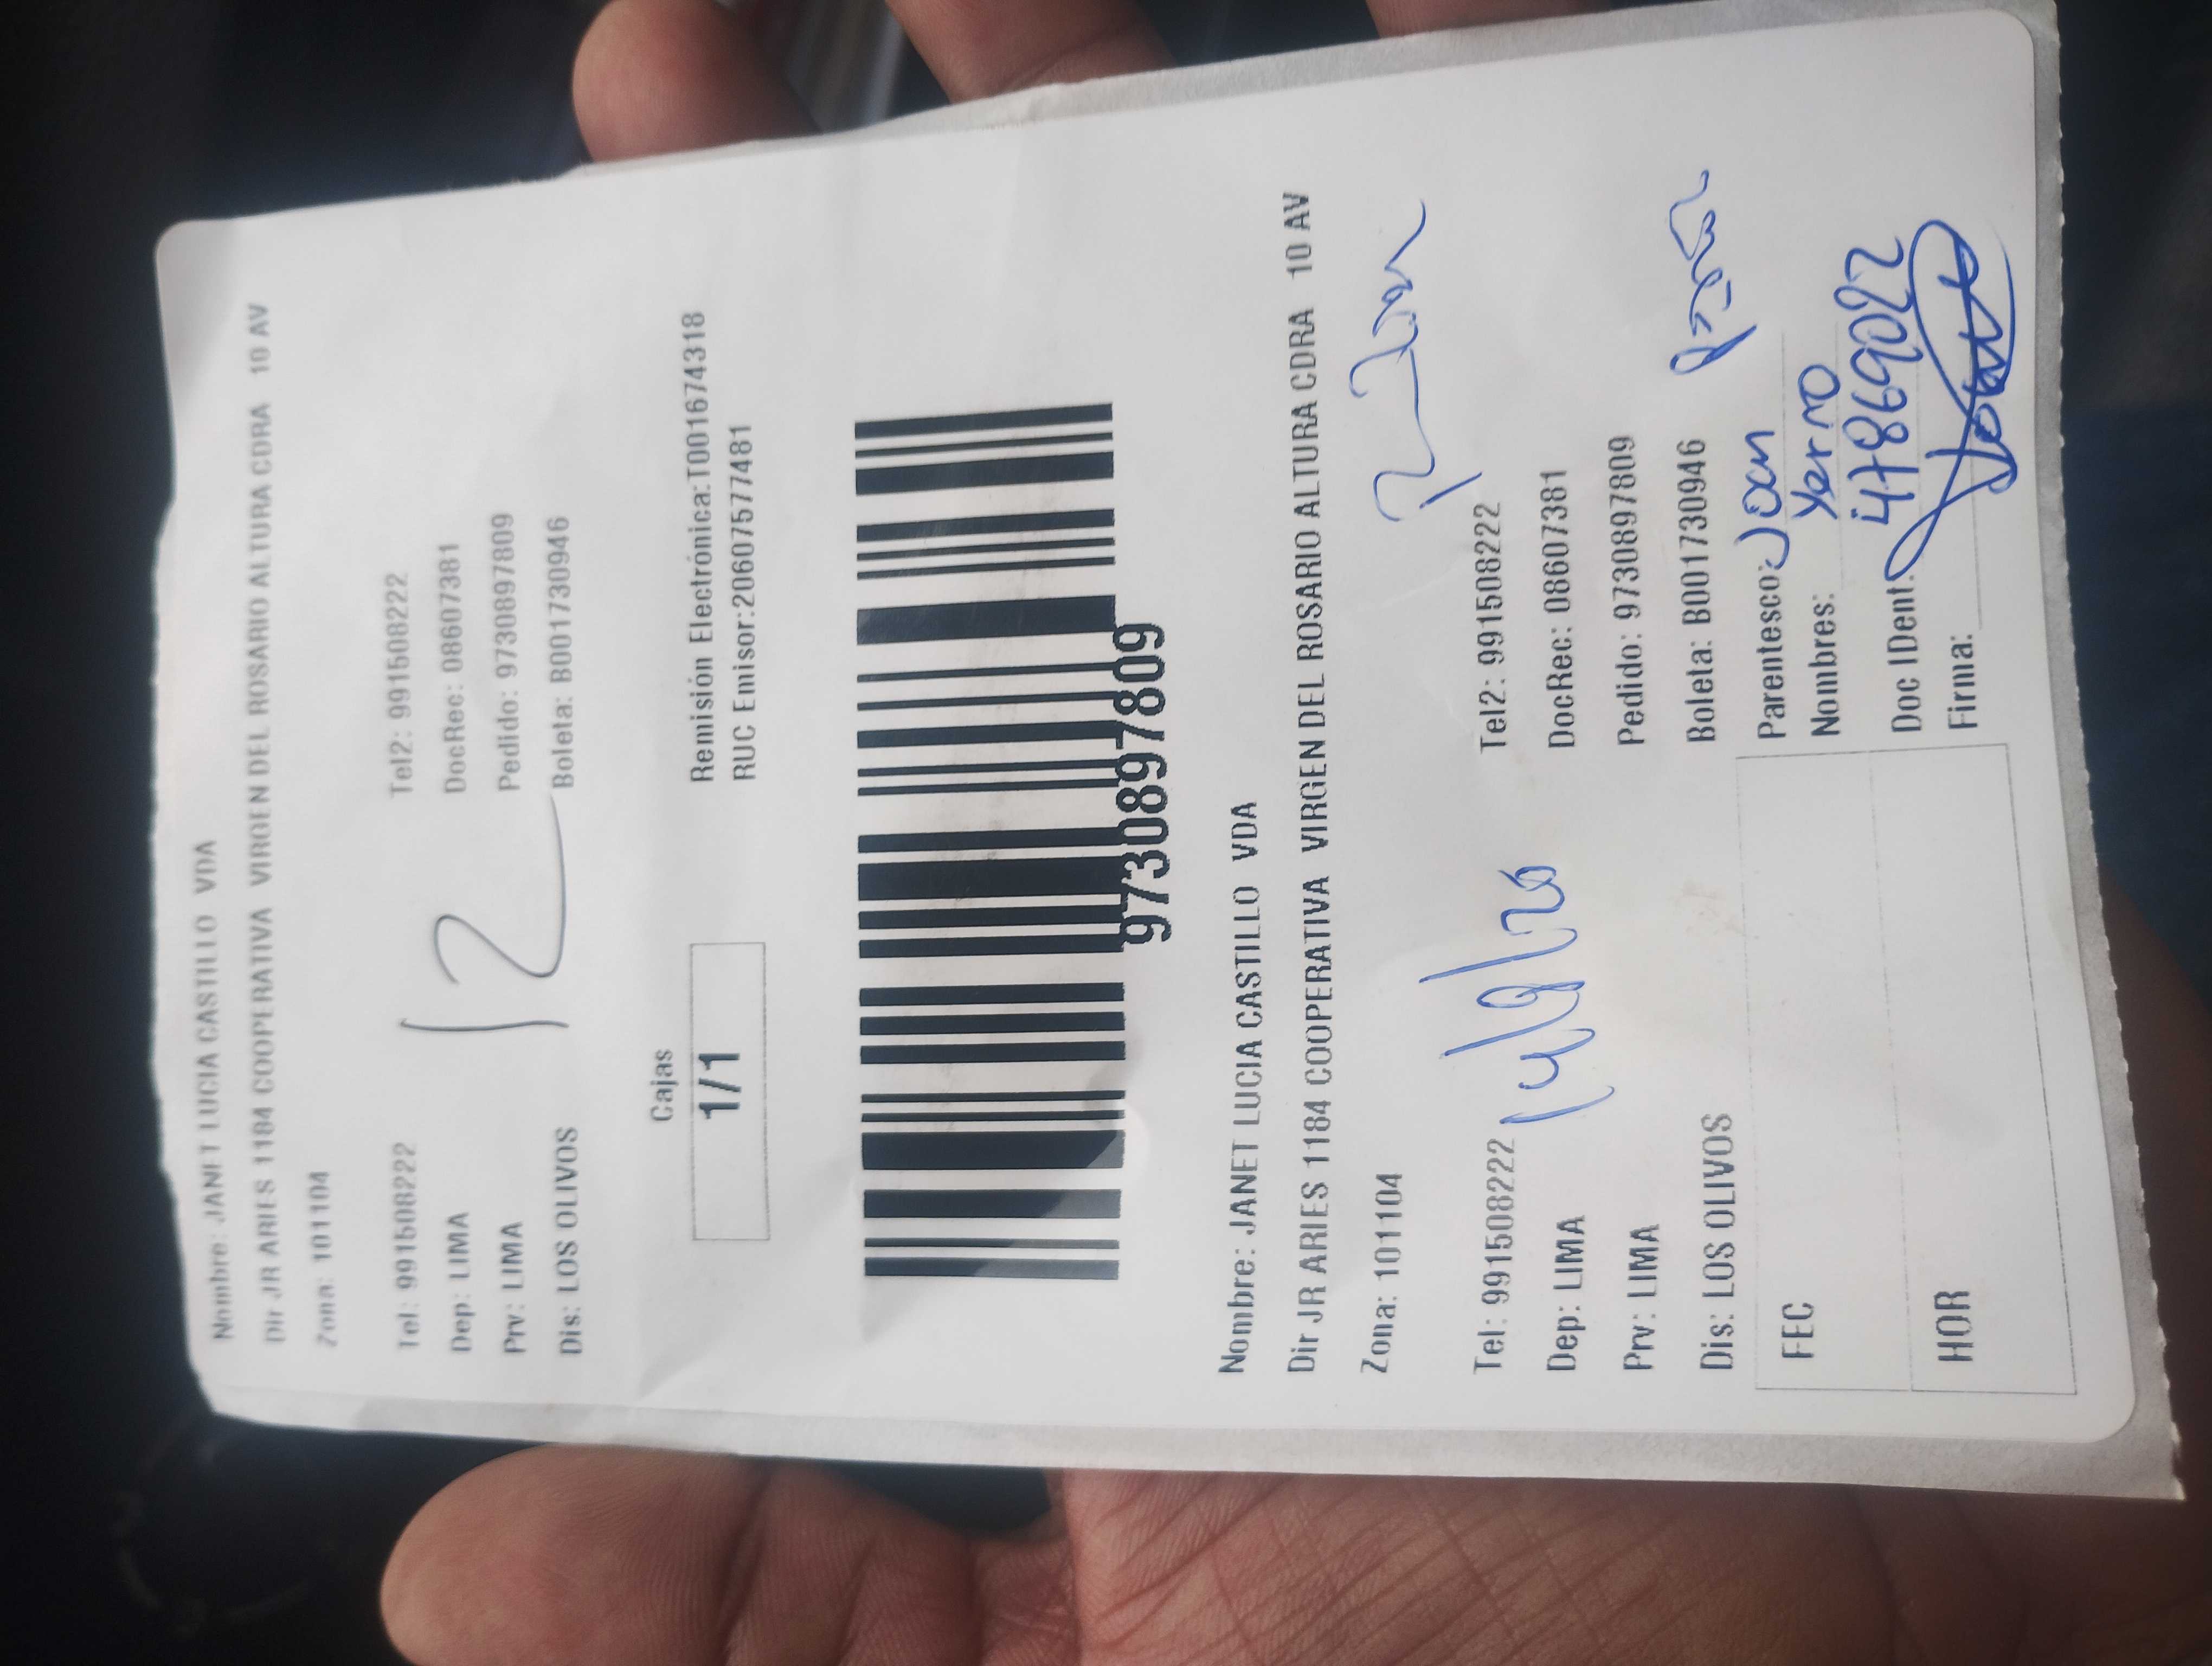 Nombre: JANET LUCIA CASTILLO VDA
Dir JR ARIES 1184 COOPERATIVA VIRGEN DEL ROSARIO ALTURA CDRA 10 AV
Zona: 101104
Tel: 991508222 Tel2: 991508222
Dep: LIMA DocRec: 08607381
Prv: LIMA Pedido: 9730897809
Dis: LOS OLIVOS Boleta: B001730946
12
Cajas
1/1
Remisión Electrónica:T001674318
RUC Emisor:20607577481
9730897809
Nombre: JANET LUCIA CASTILLO VDA
Dir JR ARIES 1184 COOPERATIVA VIRGEN DEL ROSARIO ALTURA CDRA 10 AV
Zona: 101104
Tel: 991508222 Tel2: 991508222
Dep: LIMA DocRec: 08607381
Prv: LIMA Pedido: 9730897809
Dis: LOS OLIVOS Boleta: B001730946
FEC
HOR
Parentesco: Joan
Nombres: Yerno
Doc IDent: 47869092
Firma: